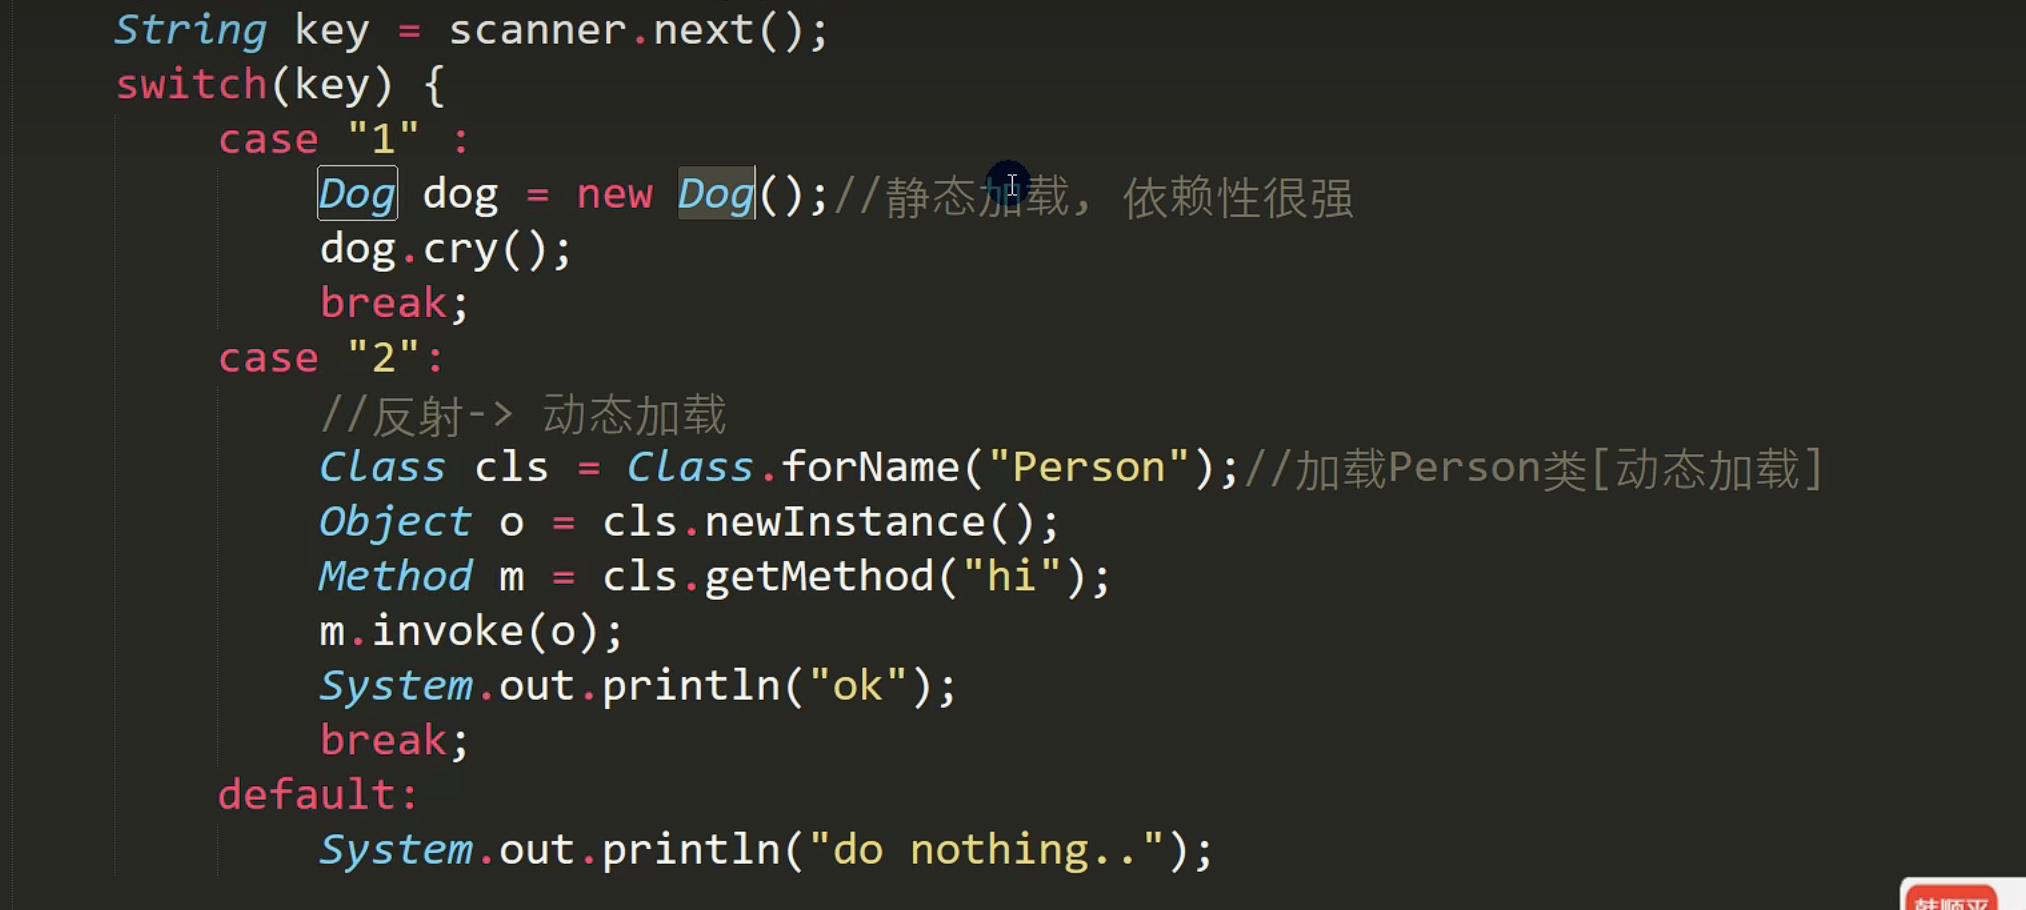 String key = scanner.next();
switch(key) {
case "1" :
Dog dog = new Dog();//静态加载, 依赖性很强
dog.cry();
break;
case "2":
//反射-> 动态加载
Class cls = Class.forName("Person");//加载Person类[动态加载]
Object o = cls.newInstance();
Method m = cls.getMethod("hi");
m.invoke(o);
System.out.println("ok");
break;
default:
System.out.println("do nothing..");
韩顺平